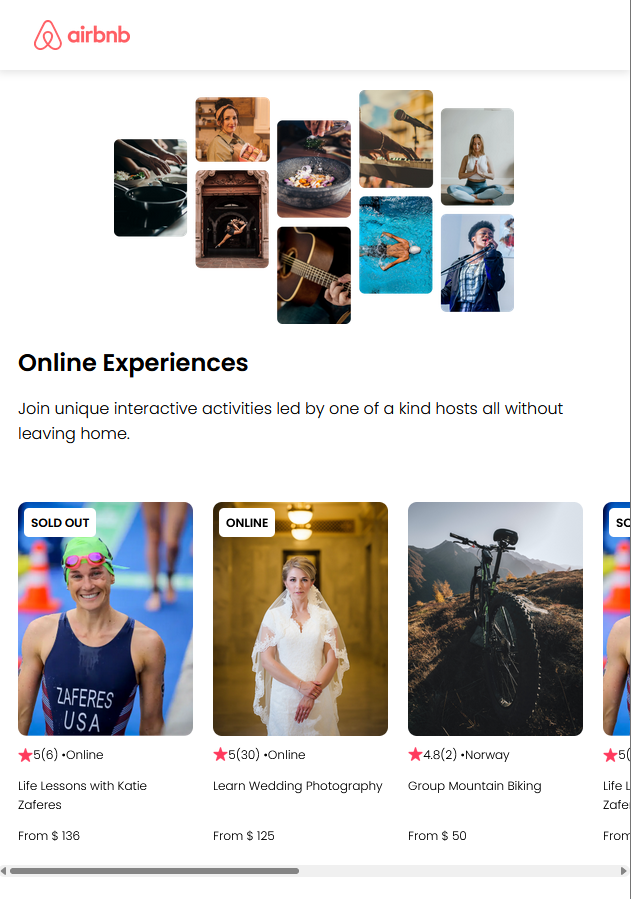 airbnb
Online Experiences
Join unique interactive activities led by one of a kind hosts all without
leaving home.
SOLD OUT
ZAFERES
USA
5(6) •Online
Life Lessons with Katie
Zaferes
From $ 136
ONLINE
5(30) •Online
Learn Wedding Photography
From $ 125
4.8(2) •Norway
Group Mountain Biking
From $ 50
SO
5(
Life L
Zafe
From